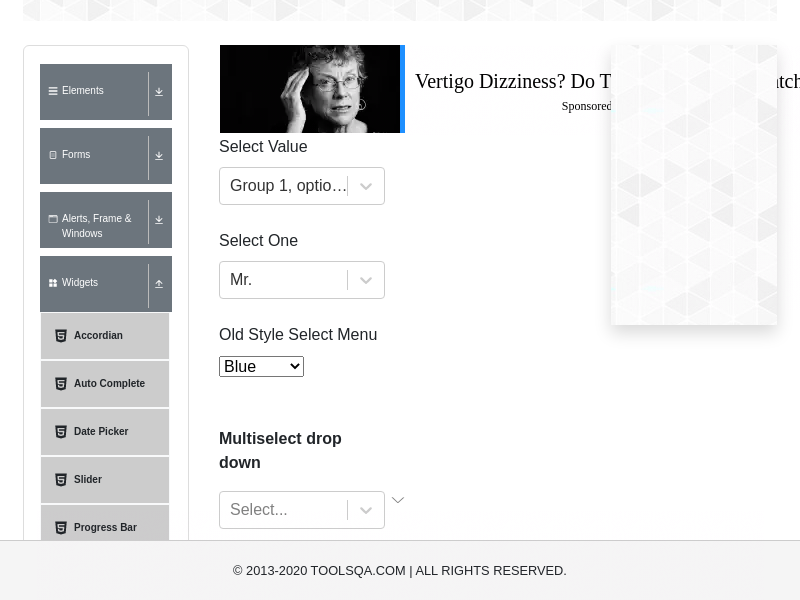 Elements
Forms
Alerts, Frame &
Windows
Widgets
Accordian
Auto Complete
Date Picker
Slider
Progress Bar
Vertigo Dizziness? Do T
Sponsored
Select Value
Group 1, optio...
Select One
Mr.
Old Style Select Menu
Blue
Multiselect drop
down
Select...
© 2013-2020 TOOLSQA.COM | ALL RIGHTS RESERVED.